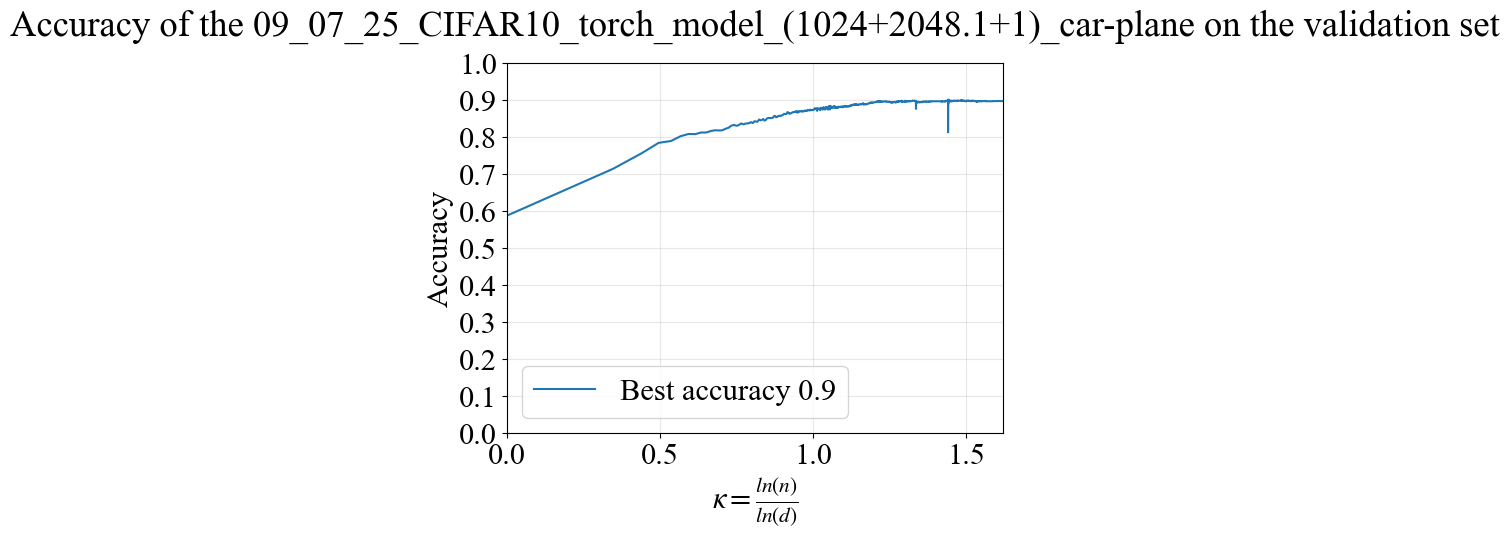 Accuracy of the 09_07_25_CIFAR10_torch_model_(1024+2048.1+1)_car-plane on the validation set
1.0
0.9
0.8
0.7
0.6
0.5
0.4
0.3
0.2
0.1
0.0
Accuracy
Best accuracy 0.9
0.0 0.5 1.0 1.5
κ = ln(n)/ln(d)